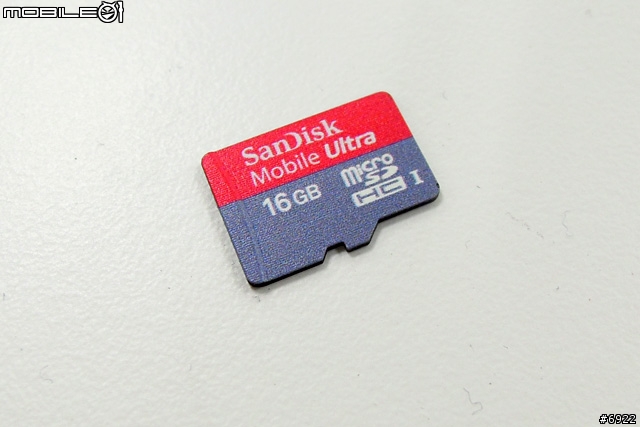 MOBILE01
SanDisk
Mobile Ultra
16GB
micro
SD
HC I
#6922